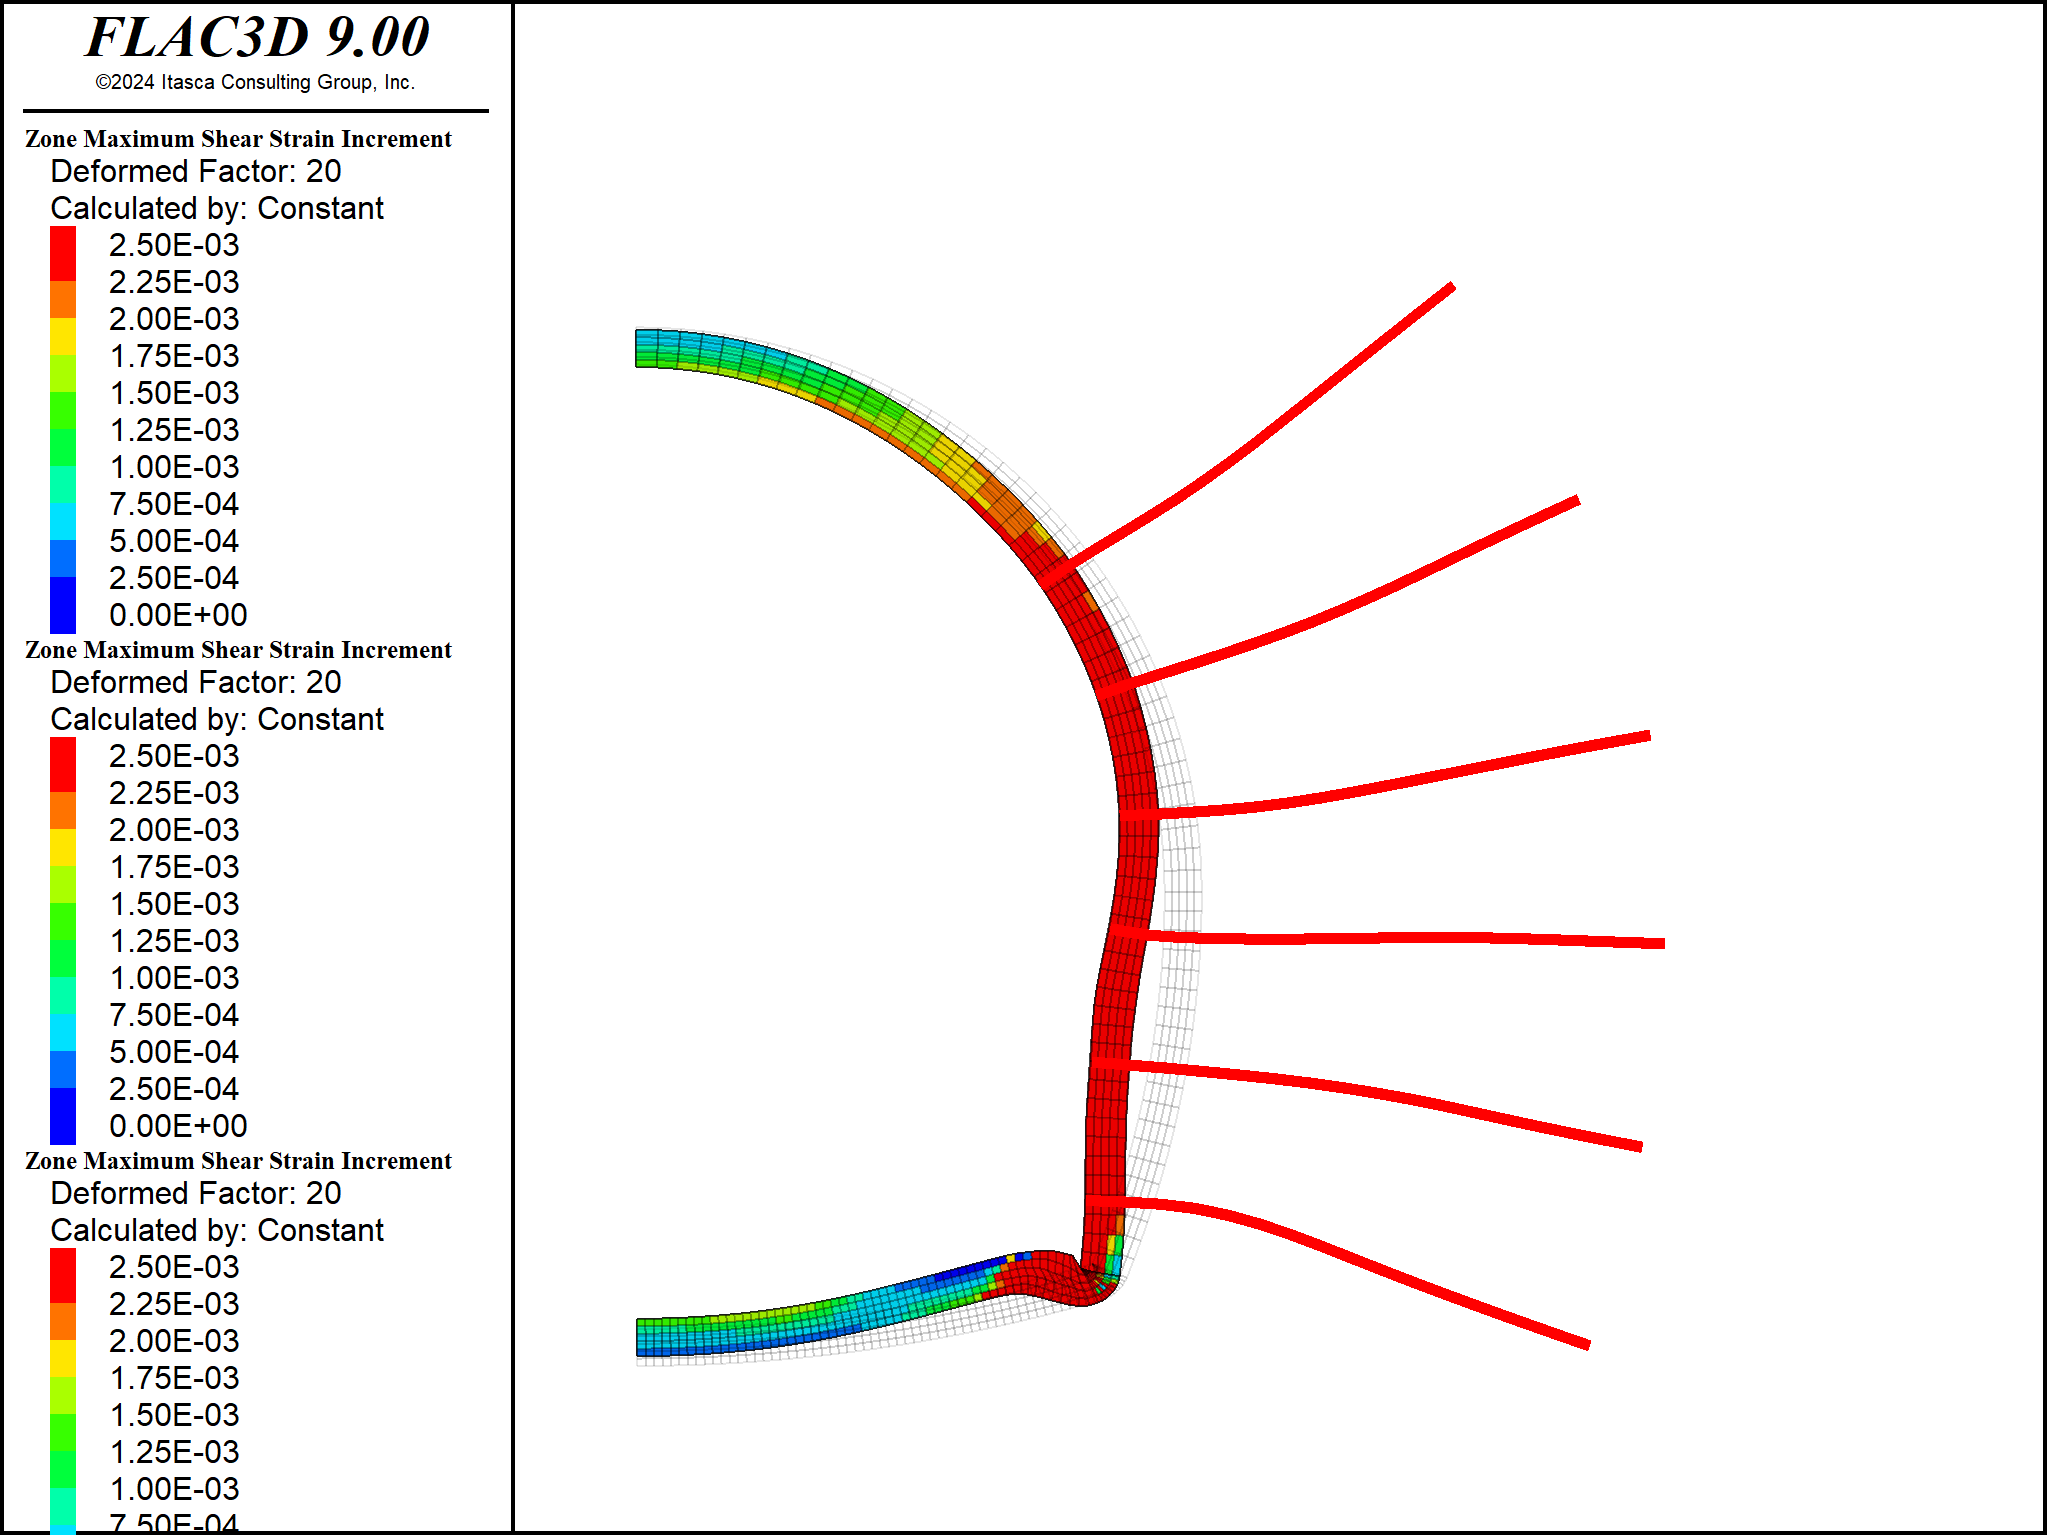 FLAC3D 9.00
©2024 Itasca Consulting Group, Inc.
Zone Maximum Shear Strain Increment
Deformed Factor: 20
Calculated by: Constant
2.50E-03
2.25E-03
2.00E-03
1.75E-03
1.50E-03
1.25E-03
1.00E-03
7.50E-04
5.00E-04
2.50E-04
0.00E+00
Zone Maximum Shear Strain Increment
Deformed Factor: 20
Calculated by: Constant
2.50E-03
2.25E-03
2.00E-03
1.75E-03
1.50E-03
1.25E-03
1.00E-03
7.50E-04
5.00E-04
2.50E-04
0.00E+00
Zone Maximum Shear Strain Increment
Deformed Factor: 20
Calculated by: Constant
2.50E-03
2.25E-03
2.00E-03
1.75E-03
1.50E-03
1.25E-03
1.00E-03
7.50E-04